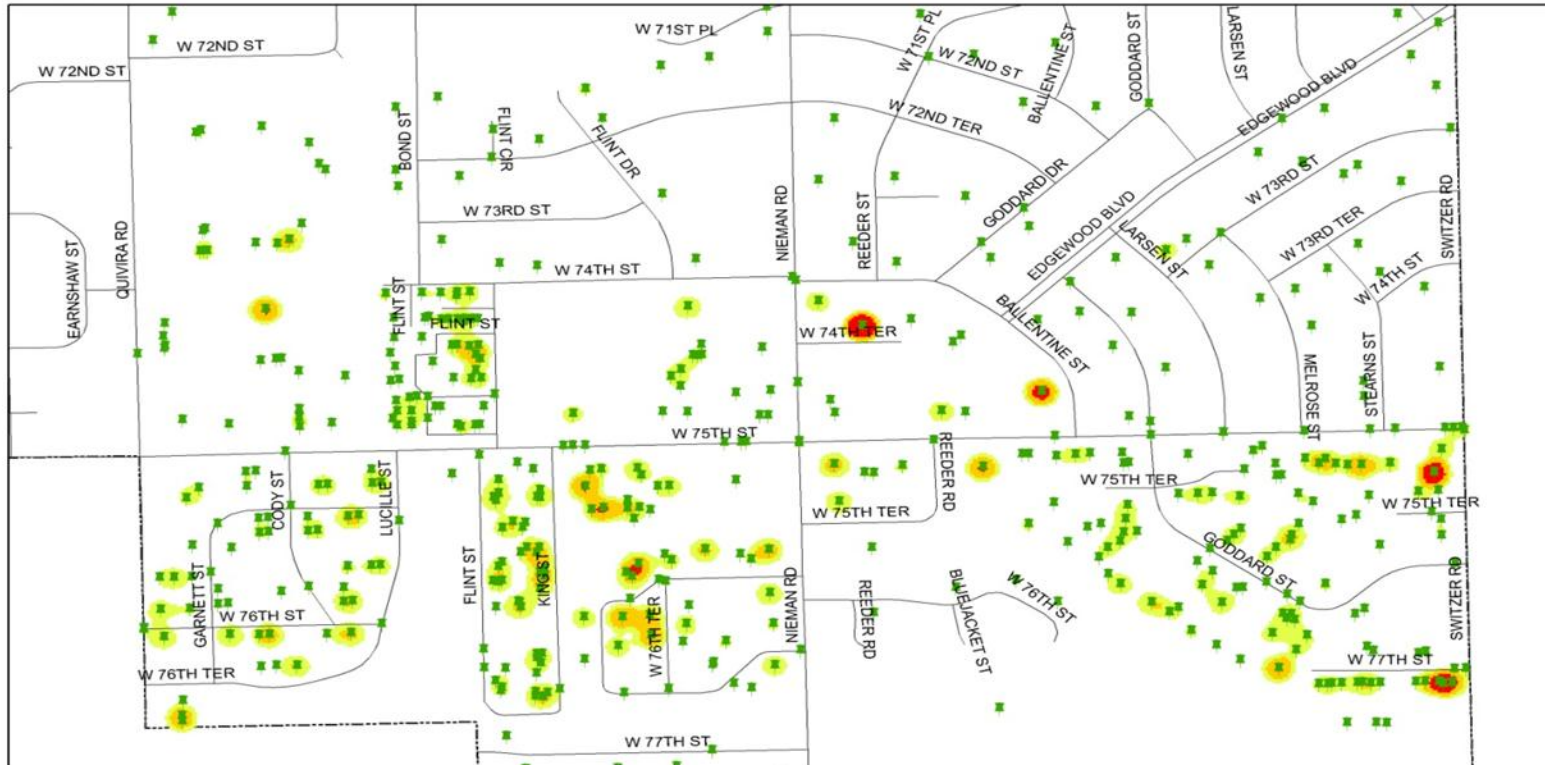 W 72ND ST
W 71ST PL
W 71ST PL
W 72ND ST
BALLENTINE ST
GODDARD ST
LARSEN ST
W 72ND ST
EDGEWOOD BLVD
BOND ST
FLINT CIR
FLINT DR
W 72ND TER
W 73RD ST
GODDARD DR
W 73RD ST
EARNSHAW ST
QUIVIRA RD
NIEMAN RD
REEDER ST
EDGEWOOD BLVD
LARSEN ST
W 73RD TER
SWITZER RD
W 74TH ST
W 74TH ST
FLINT ST
FLINT ST
W 74TH TER
BALLENTINE ST
MELROSE ST
STEARNS ST
W 75TH ST
REEDER RD
CODY ST
LUCILLE ST
W 75TH TER
W 75TH TER
W 75TH TER
FLINT ST
KING ST
GODDARD ST
GARNETT ST
W 76TH ST
W 76TH TER
NIEMAN RD
REEDER RD
BLUEJACKET ST
W 76TH ST
SWITZER RD
W 76TH TER
W 77TH ST
W 77TH ST